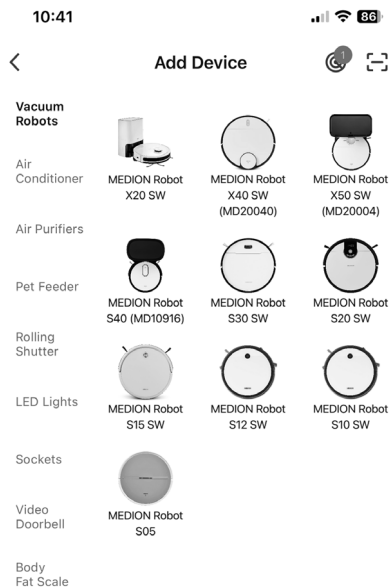 10:41
86
Add Device
1
Vacuum
Robots
Air
Conditioner
Air Purifiers
Pet Feeder
Rolling
Shutter
LED Lights
Sockets
Video
Doorbell
Body
Fat Scale
MEDION Robot
X20 SW
MEDION Robot
X40 SW
(MD20040)
MEDION Robot
X50 SW
(MD20004)
MEDION Robot
S40 (MD10916)
MEDION Robot
S30 SW
MEDION Robot
S20 SW
MEDION Robot
S15 SW
MEDION Robot
S12 SW
MEDION Robot
S10 SW
MEDION Robot
S05